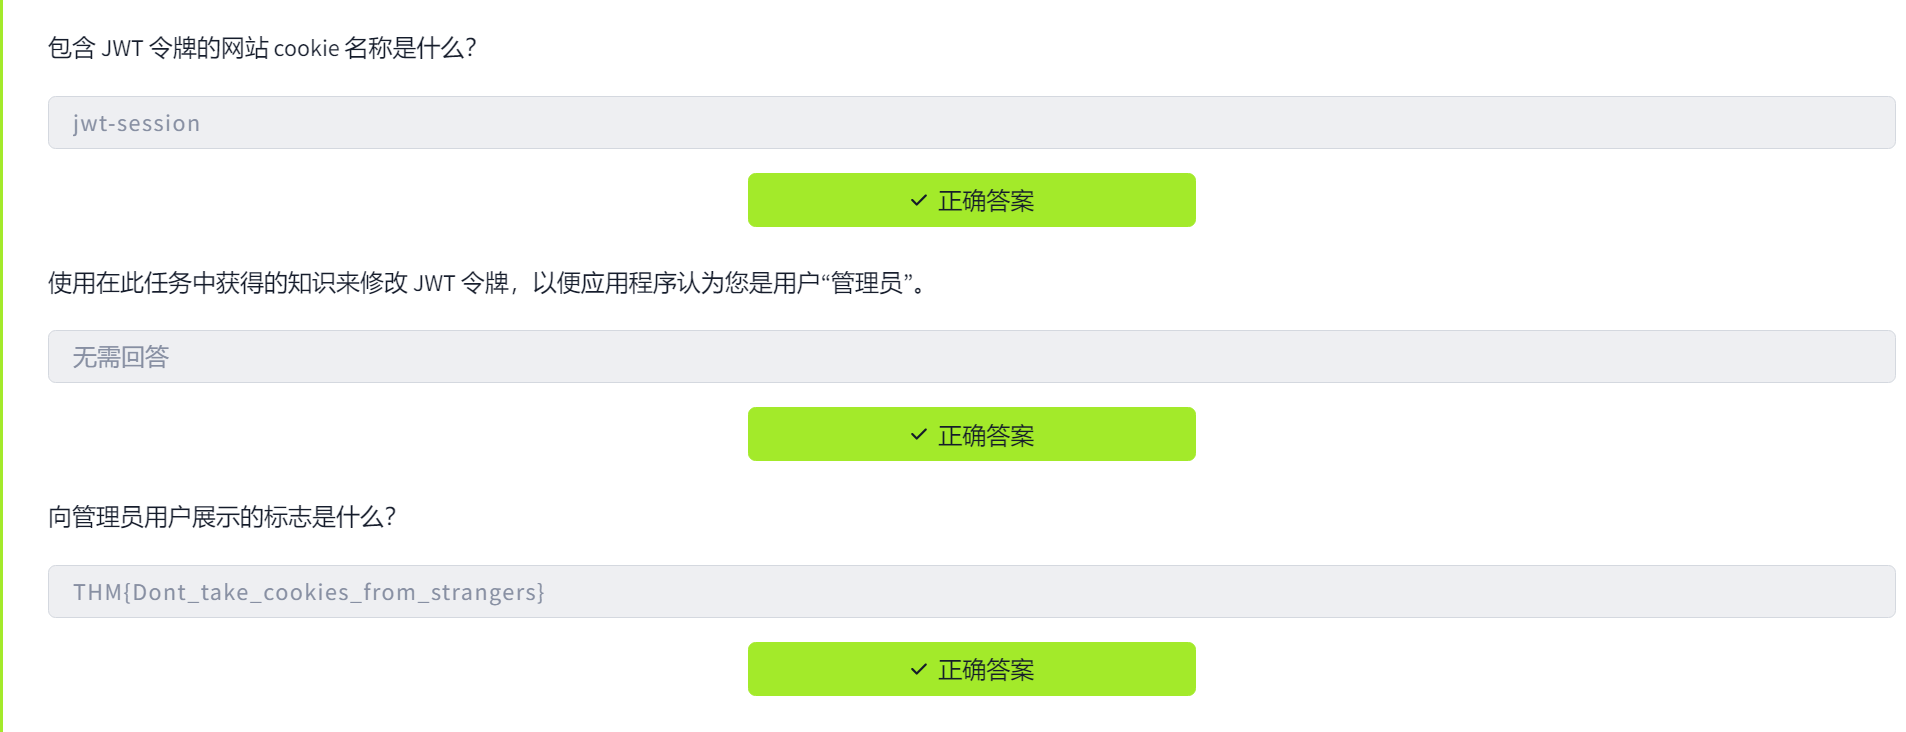 包含 JWT 令牌的网站 cookie 名称是什么？
jwt-session
正确答案
使用在此任务中获得的知识来修改 JWT 令牌，以便应用程序认为您是用户“管理员”。
无需回答
正确答案
向管理员用户展示的标志是什么？
THM{Dont_take_cookies_from_strangers}
正确答案